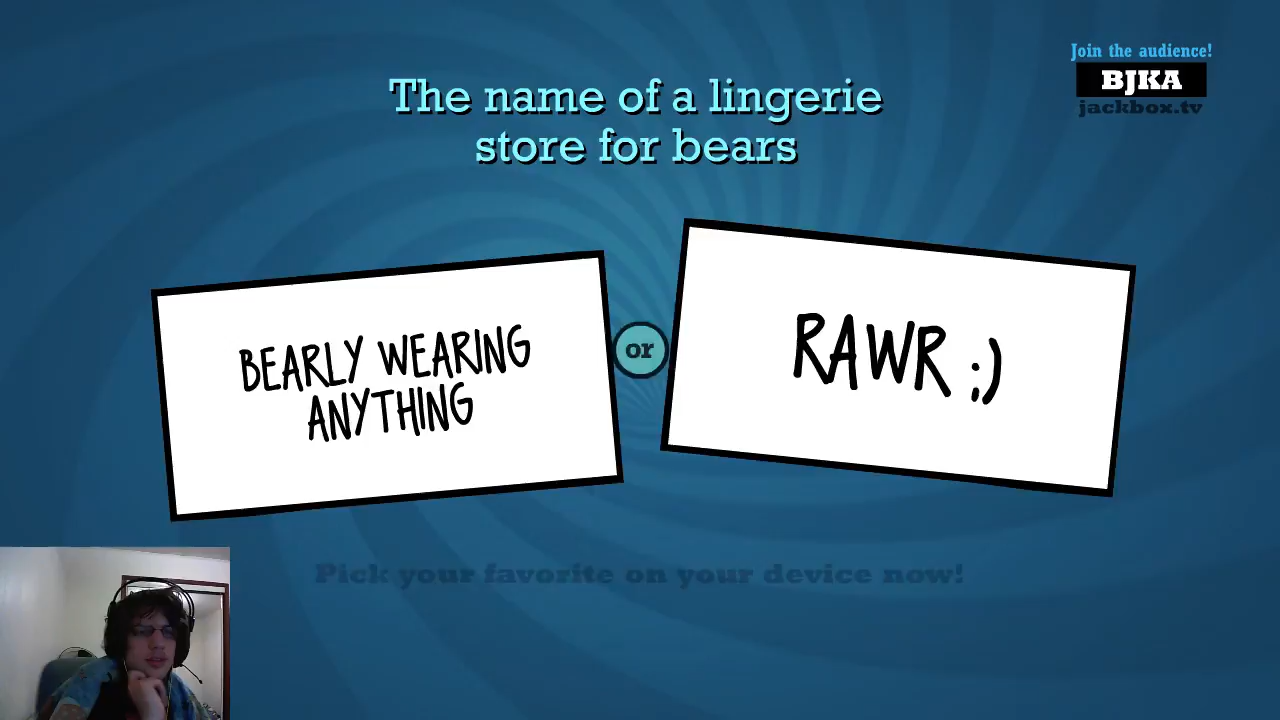 Join the audience!
BJKA
jackbox.tv
The name of a lingerie
store for bears
BEARLY WEARING
ANYTHING
or
RAWR ;)
Pick your favorite on your device now!